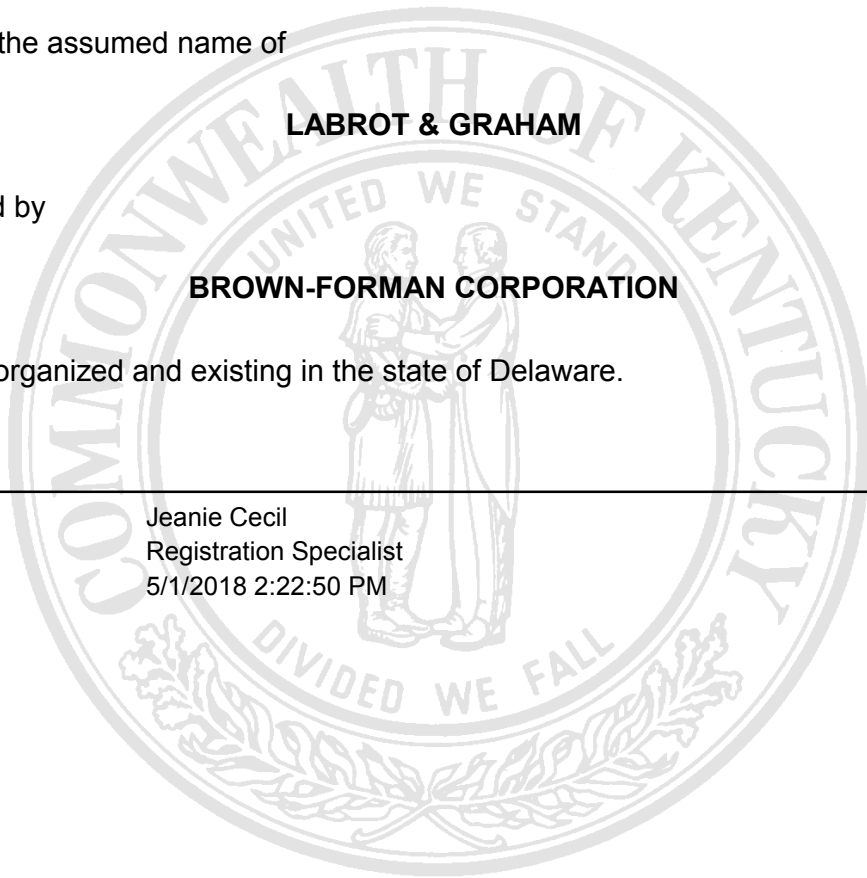 the assumed name of
LABROT & GRAHAM
d by
BROWN-FORMAN CORPORATION
organized and existing in the state of Delaware.
Jeanie Cecil
Registration Specialist
5/1/2018 2:22:50 PM
COMMONWEALTH OF KENTUCKY
UNITED WE STAND
DIVIDED WE FALL